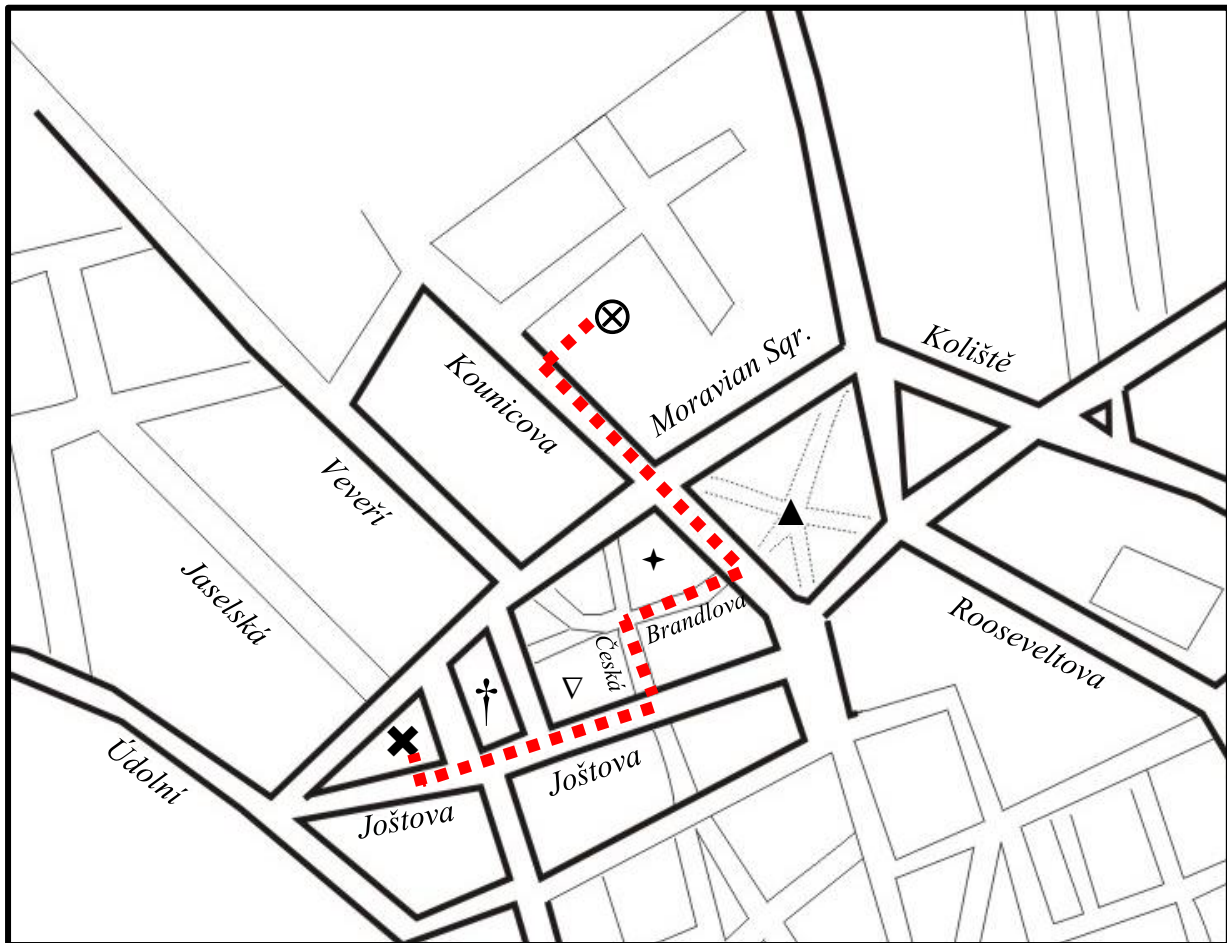 Koliště
Moravian Sqr.
Kounicova
Veveří
Jaselská
Brandlova
Česká
Rooseveltova
Údolní
Joštova
Joštova